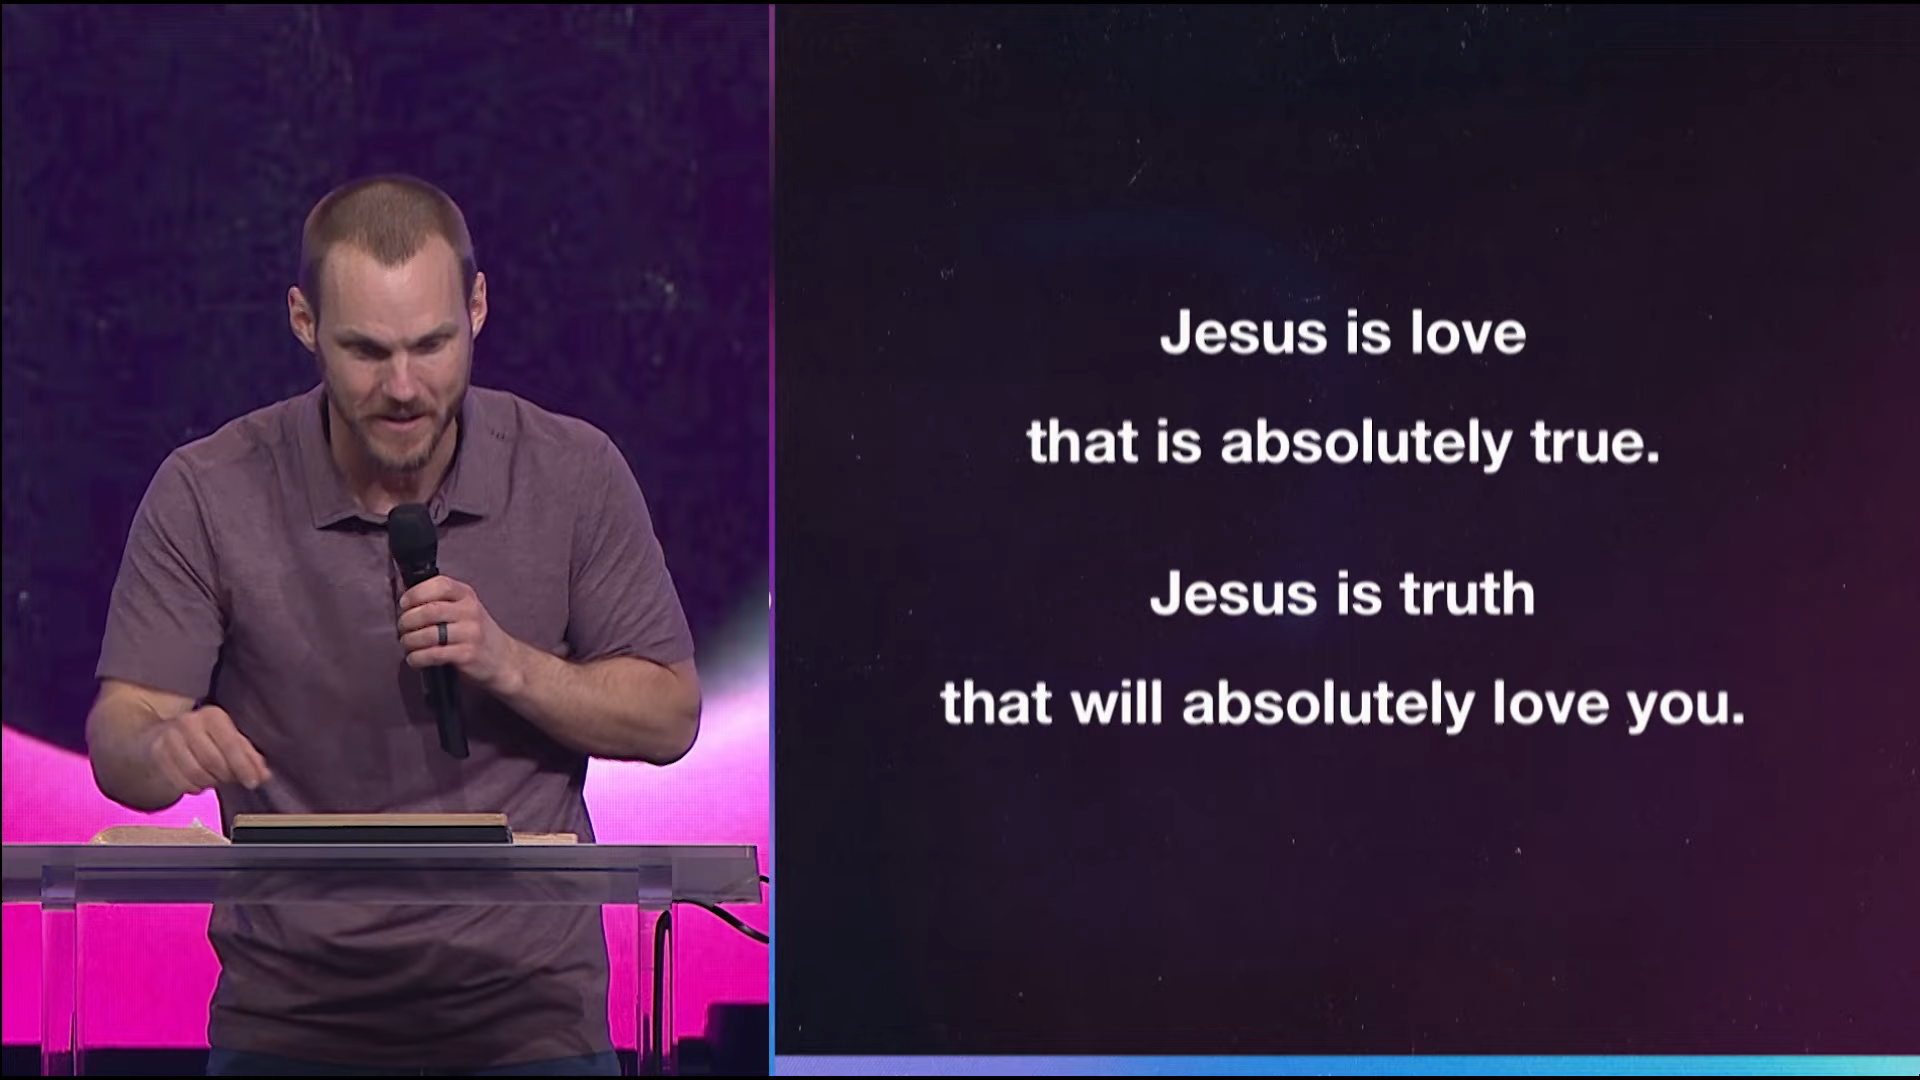 Jesus is love
that is absolutely true.
Jesus is truth
that will absolutely love you.